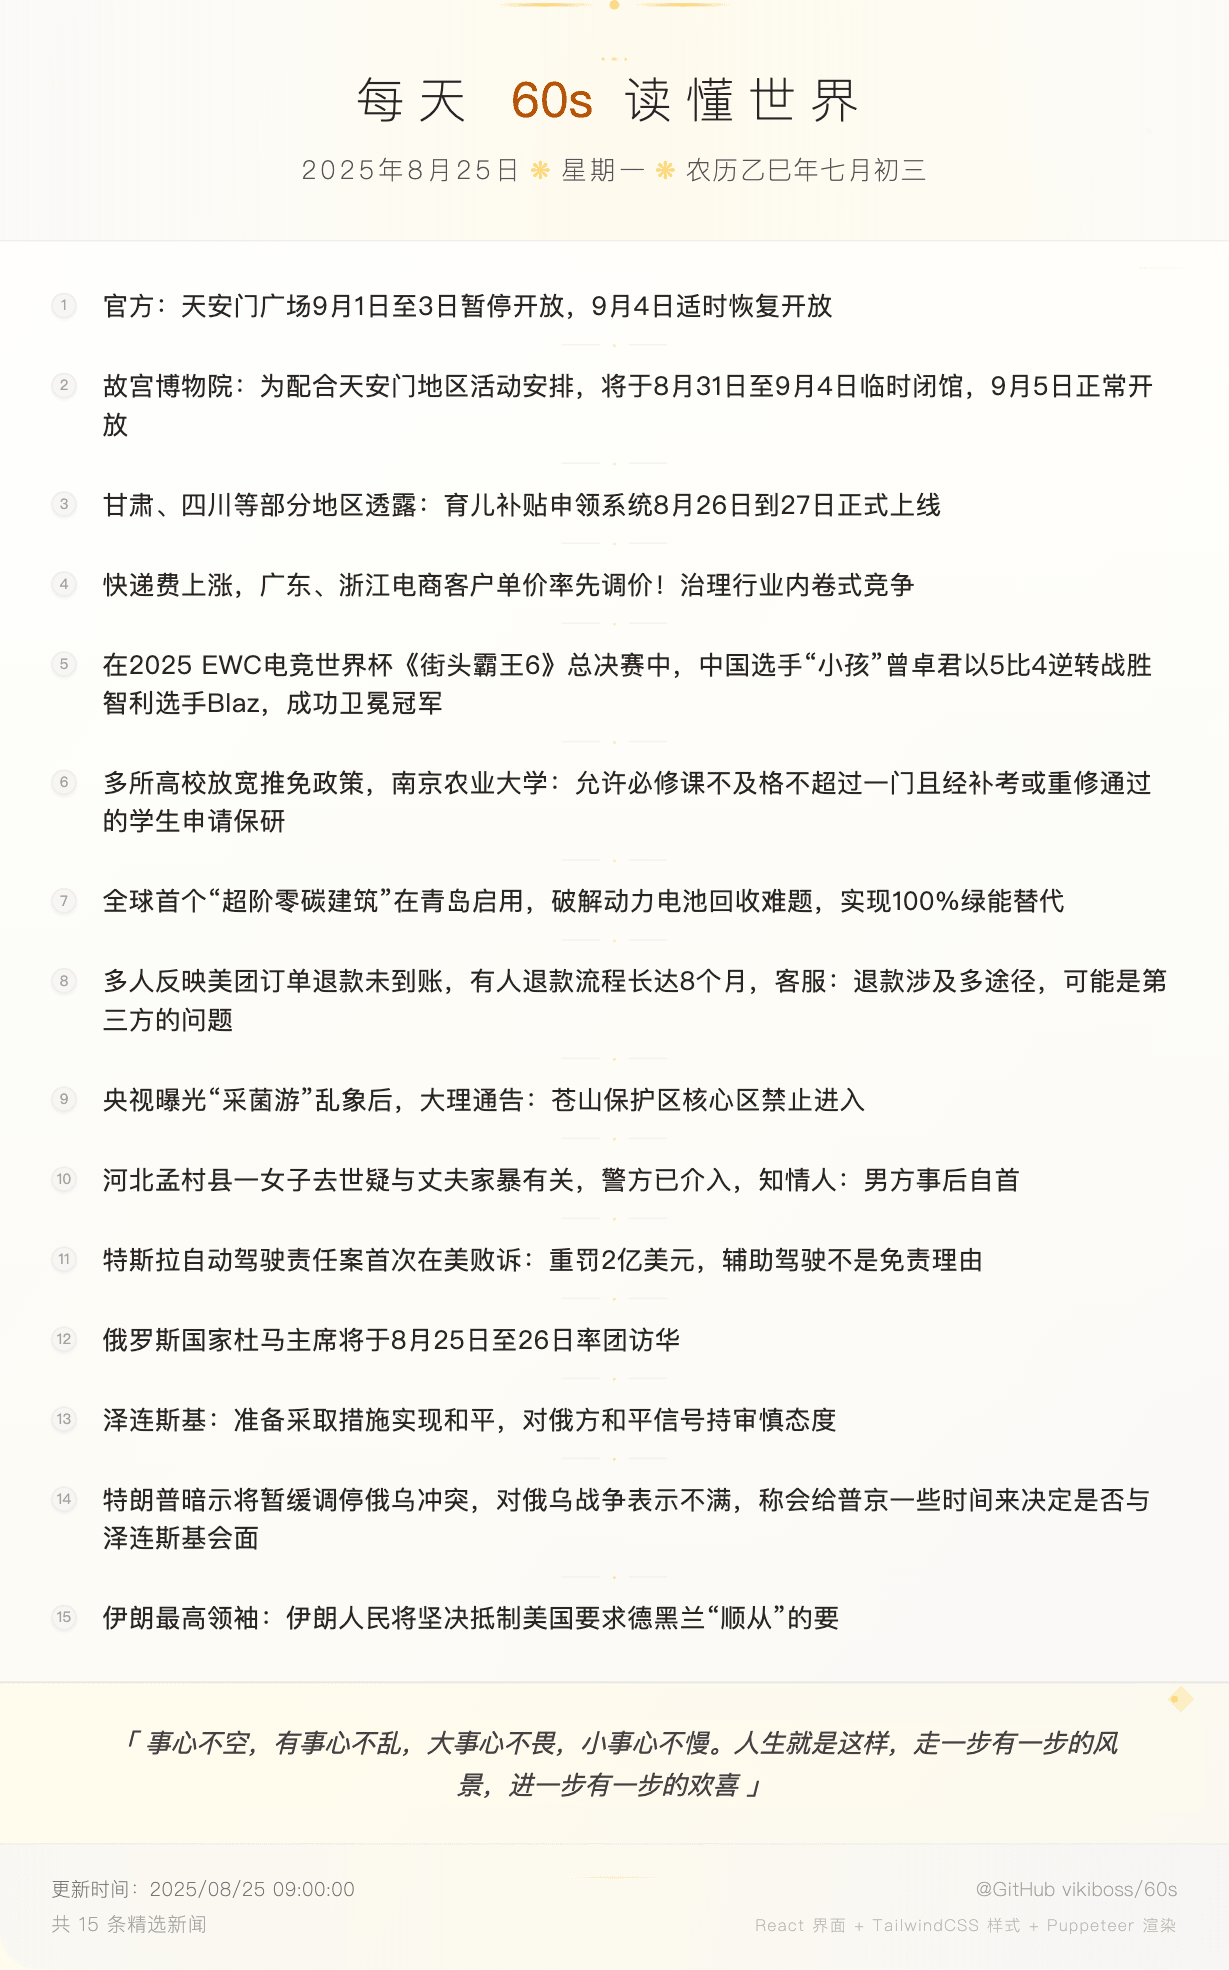 每天 60s 读懂世界
2025年8月25日 ❋ 星期一 ❋ 农历乙巳年七月初三
1 官方：天安门广场9月1日至3日暂停开放，9月4日适时恢复开放
2 故宫博物院：为配合天安门地区活动安排，将于8月31日至9月4日临时闭馆，9月5日正常开
放
3 甘肃、四川等部分地区透露：育儿补贴申领系统8月26日到27日正式上线
4 快递费上涨，广东、浙江电商客户单价率先调价！治理行业内卷式竞争
5 在2025 EWC电竞世界杯《街头霸王6》总决赛中，中国选手“小孩”曾卓君以5比4逆转战胜
智利选手Blaz，成功卫冕冠军
6 多所高校放宽推免政策，南京农业大学：允许必修课不及格不超过一门且经补考或重修通过
的学生申请保研
7 全球首个“超阶零碳建筑”在青岛启用，破解动力电池回收难题，实现100%绿能替代
8 多人反映美团订单退款未到账，有人退款流程长达8个月，客服：退款涉及多途径，可能是第
三方的问题
9 央视曝光“采菌游”乱象后，大理通告：苍山保护区核心区禁止进入
10 河北孟村县一女子去世疑与丈夫家暴有关，警方已介入，知情人：男方事后自首
11 特斯拉自动驾驶责任案首次在美败诉：重罚2亿美元，辅助驾驶不是免责理由
12 俄罗斯国家杜马主席将于8月25日至26日率团访华
13 泽连斯基：准备采取措施实现和平，对俄方和平信号持审慎态度
14 特朗普暗示将暂缓调停俄乌冲突，对俄乌战争表示不满，称会给普京一些时间来决定是否与
泽连斯基会面
15 伊朗最高领袖：伊朗人民将坚决抵制美国要求德黑兰“顺从”的要
「 事心不空，有事心不乱，大事心不畏，小事心不慢。人生就是这样，走一步有一步的风
景，进一步有一步的欢喜 」
更新时间：2025/08/25 09:00:00
@GitHub vikiboss/60s
共 15 条精选新闻
React 界面 + TailwindCSS 样式 + Puppeteer 渲染